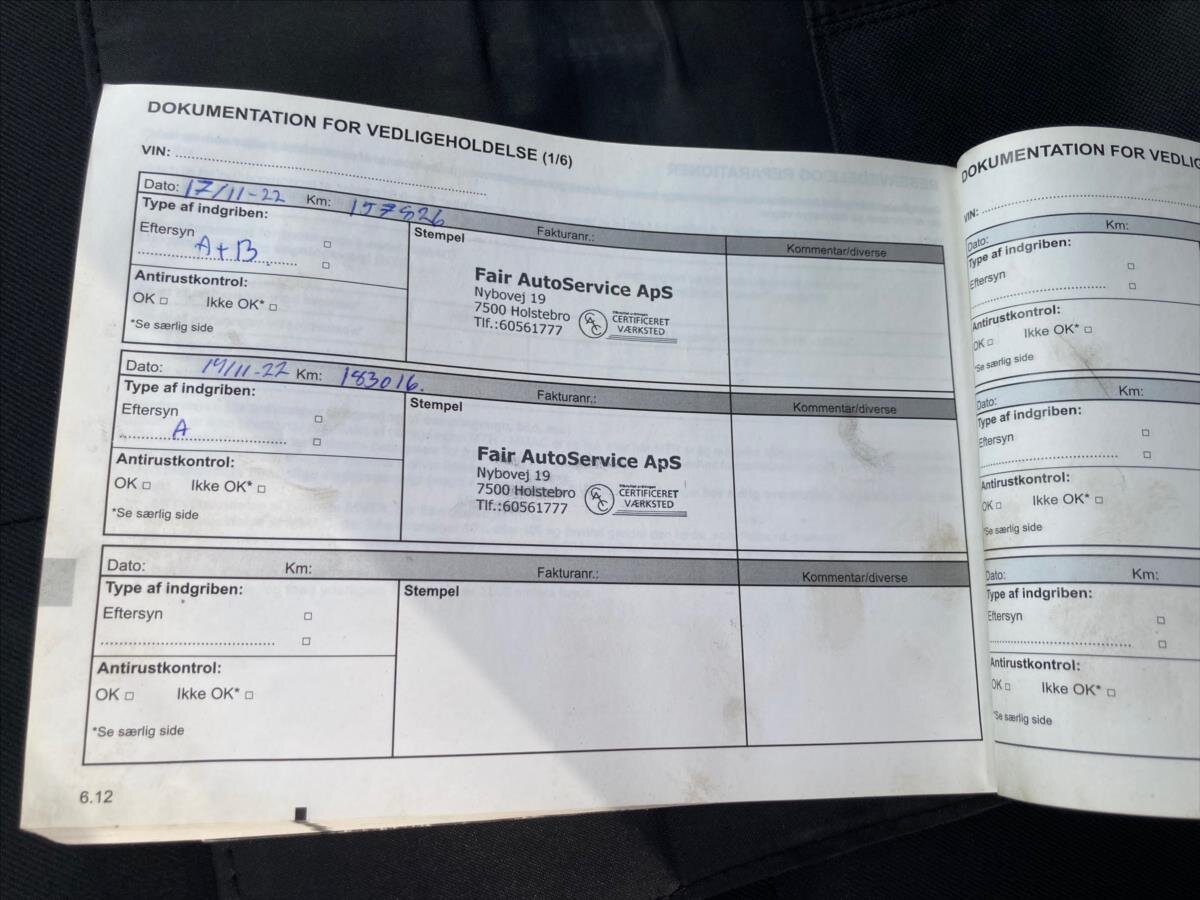 DOKUMENTATION FOR VEDLIGEHOLDELSE (1/6)
VIN:
Dato: 17/11-22 Km: 157826 Fakturanr.: Kommentar/diverse
Type af indgriben:
Eftersyn
A+B
Antirustkontrol:
OK Ikke OK*
*Se særlig side
Stempel
Fair AutoService ApS
Nybovej 19
7500 Holstebro
Tlf.:60561777
CERTIFICERET
VÆRKSTED
Dato: 11-22 Km: 183016. Fakturanr.: Kommentar/diverse
Type af indgriben:
Eftersyn
A
Antirustkontrol:
OK Ikke OK*
*Se særlig side
Stempel
Fair AutoService ApS
Nybovej 19
7500 Holstebro
Tlf.:60561777
CERTIFICERET
VÆRKSTED
Dato: Km: Fakturanr.: Kommentar/diverse
Type af indgriben:
Eftersyn
Antirustkontrol:
OK Ikke OK*
*Se særlig side
Stempel
6.12
DOKUMENTATION FOR VEDLIG
VIN:
Dato: Km:
Type af indgriben:
Eftersyn
Antirustkontrol:
OK Ikke OK*
*Se særlig side
Dato: Km:
Type af indgriben:
Eftersyn
Antirustkontrol:
OK Ikke OK*
*Se særlig side
Dato: Km:
Type af indgriben:
Eftersyn
Antirustkontrol:
OK Ikke OK*
*Se særlig side